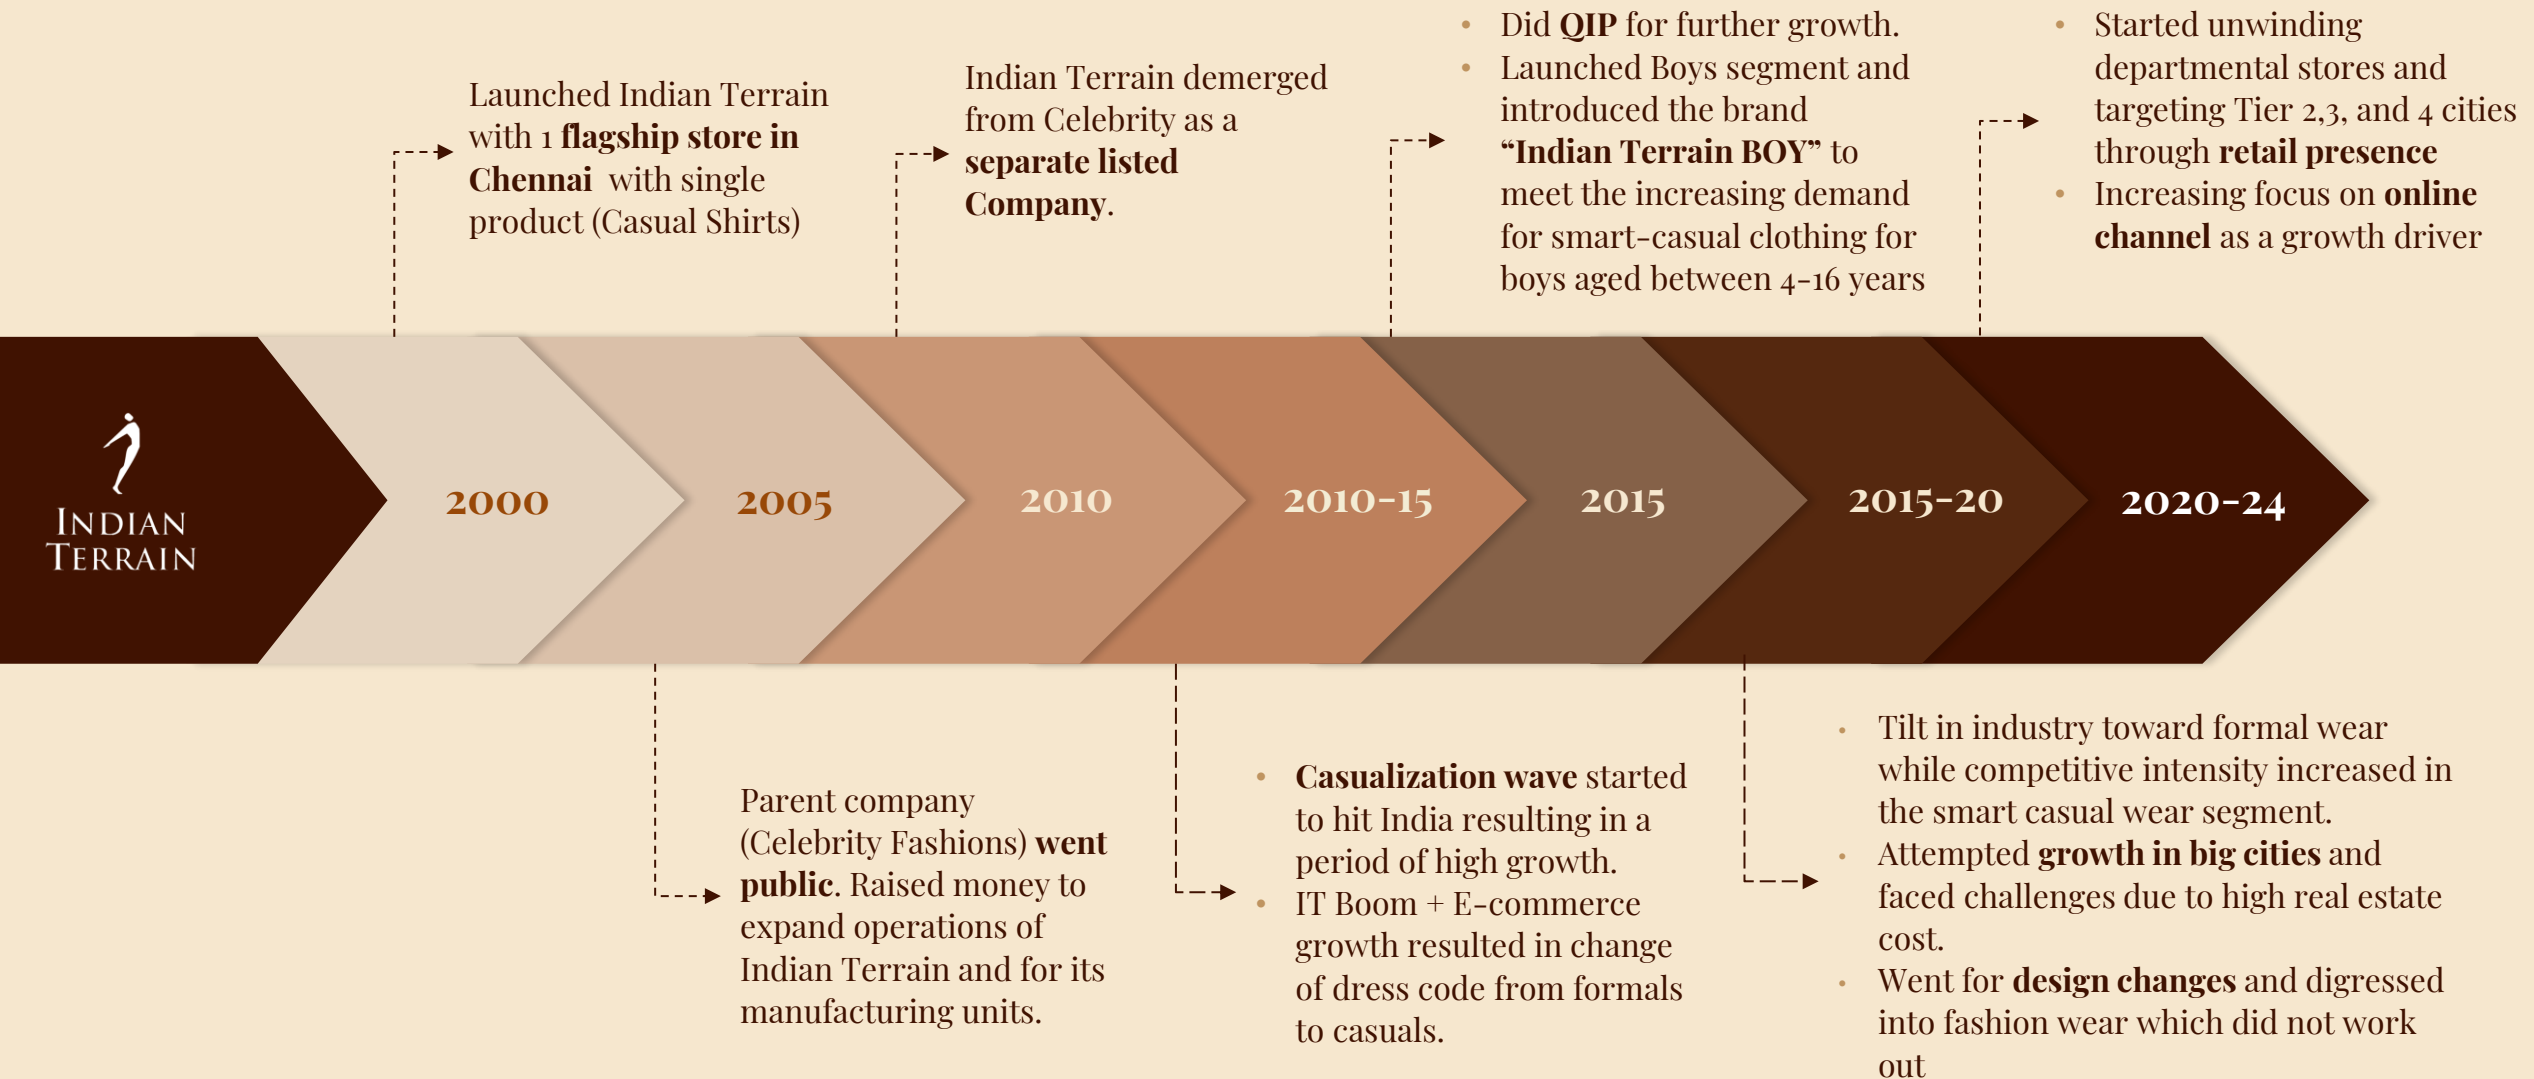 Launched Indian Terrain
with 1 flagship store in
Chennai with single
product (Casual Shirts)
Indian Terrain demerged
from Celebrity as a
separate listed
Company.
• Did QIP for further growth.
• Launched Boys segment and
introduced the brand
“Indian Terrain BOY” to
meet the increasing demand
for smart-casual clothing for
boys aged between 4-16 years
• Started unwinding
departmental stores and
targeting Tier 2,3, and 4 cities
through retail presence
• Increasing focus on online
channel as a growth driver
INDIAN
TERRAIN
2000
2005
2010
2010-15
2015
2015-20
2020-24
Parent company
(Celebrity Fashions) went
public. Raised money to
expand operations of
Indian Terrain and for its
manufacturing units.
• Casualization wave started
to hit India resulting in a
period of high growth.
• IT Boom + E-commerce
growth resulted in change
of dress code from formals
to casuals.
• Tilt in industry toward formal wear
while competitive intensity increased in
the smart casual wear segment.
• Attempted growth in big cities and
faced challenges due to high real estate
cost.
• Went for design changes and digressed
into fashion wear which did not work
out